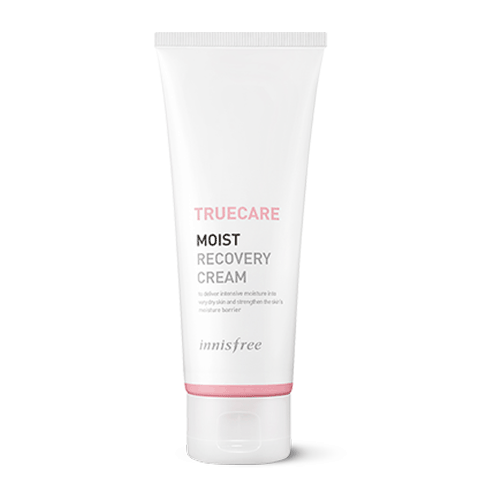 TRUECARE
MOIST
RECOVERY
CREAM
to deliver intensive moisture into
very dry skin and strengthen the skin's
moisture barrier
innisfree